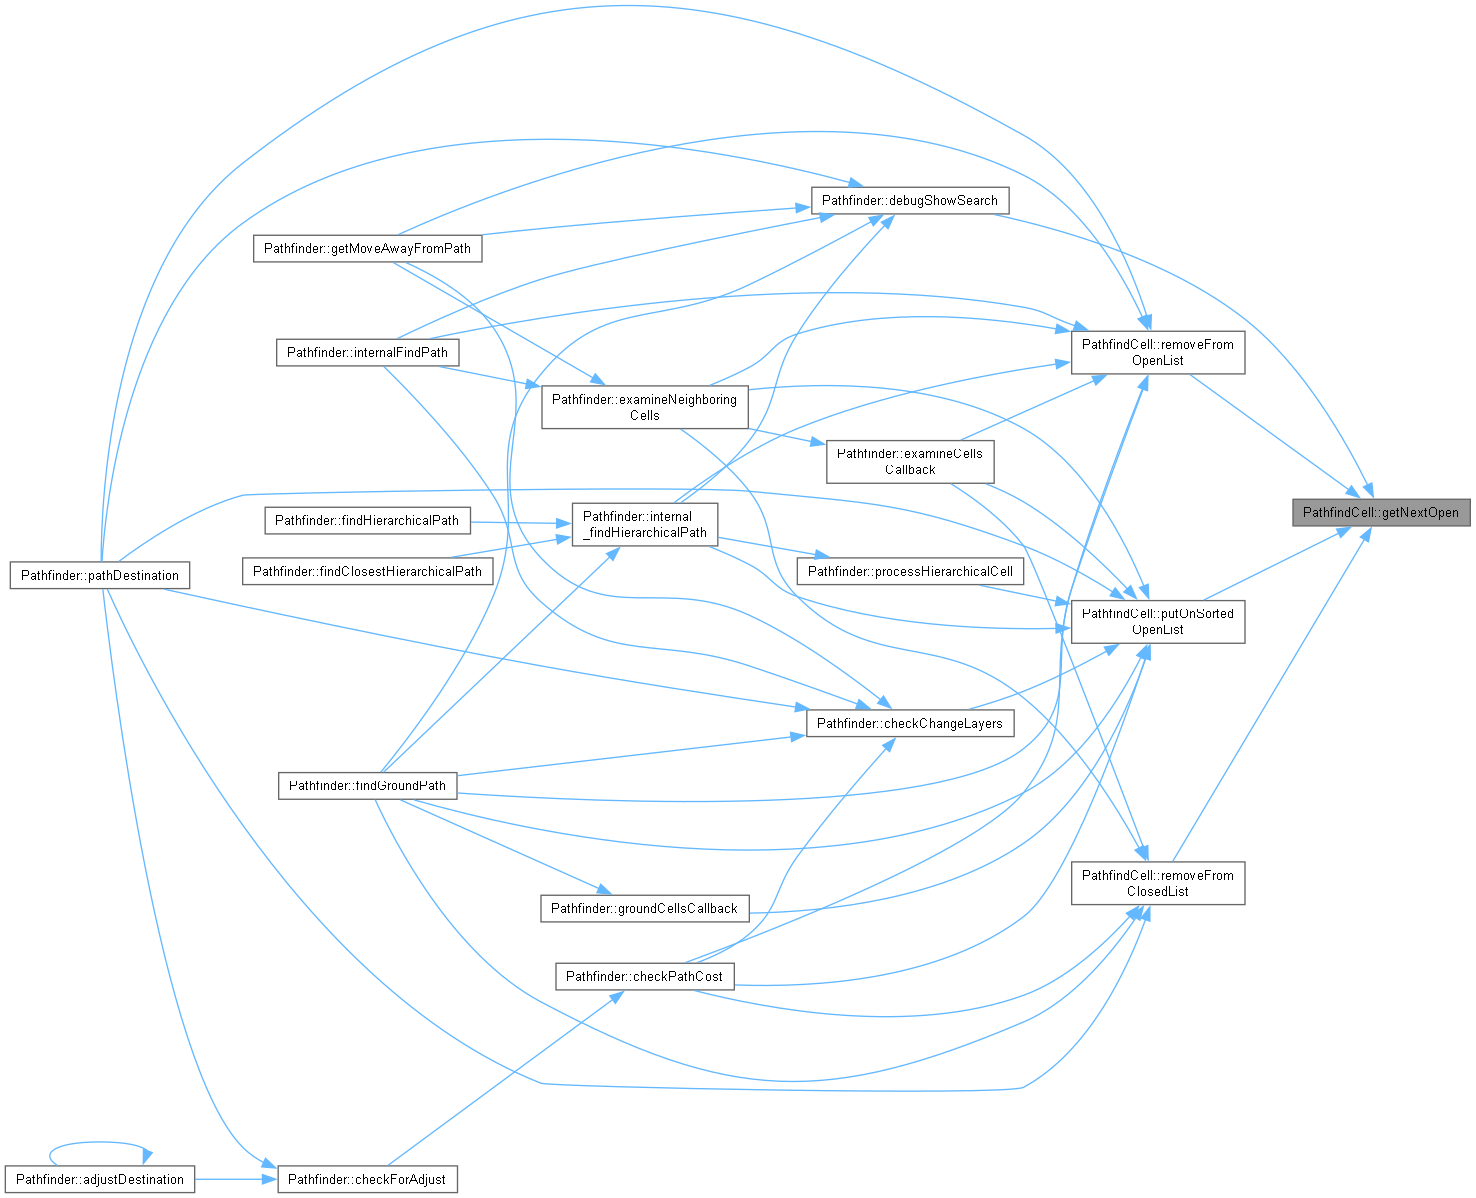 Pathfinder::debugShowSearch
Pathfinder::getMoveAwayFromPath
Pathfinder::internalFindPath
PathfindCell::removeFrom
OpenList
Pathfinder::examineNeighboring
Cells
Pathfinder::examineCells
Callback
PathfindCell::getNextOpen
Pathfinder::findHierarchicalPath
Pathfinder::internal
_findHierarchicalPath
Pathfinder::pathDestination
Pathfinder::findClosestHierarchicalPath
Pathfinder::processHierarchicalCell
PathfindCell::putOnSorted
OpenList
Pathfinder::checkChangeLayers
Pathfinder::findGroundPath
PathfindCell::removeFrom
ClosedList
Pathfinder::groundCellsCallback
Pathfinder::checkPathCost
Pathfinder::adjustDestination
Pathfinder::checkForAdjust